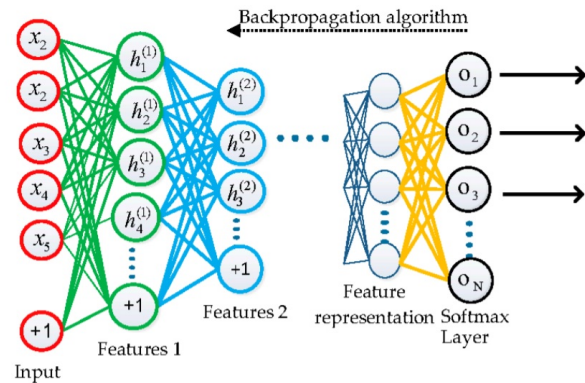 Backpropagation algorithm
x₂
x₂
x₃
x₄
x₅
+1
Input
h₁⁽¹⁾
h₂⁽¹⁾
h₃⁽¹⁾
h₄⁽¹⁾
+1
Features 1
h₁⁽²⁾
h₂⁽²⁾
h₃⁽²⁾
+1
Features 2
Feature
representation
O₁
O₂
O₃
O_N
Softmax
Layer